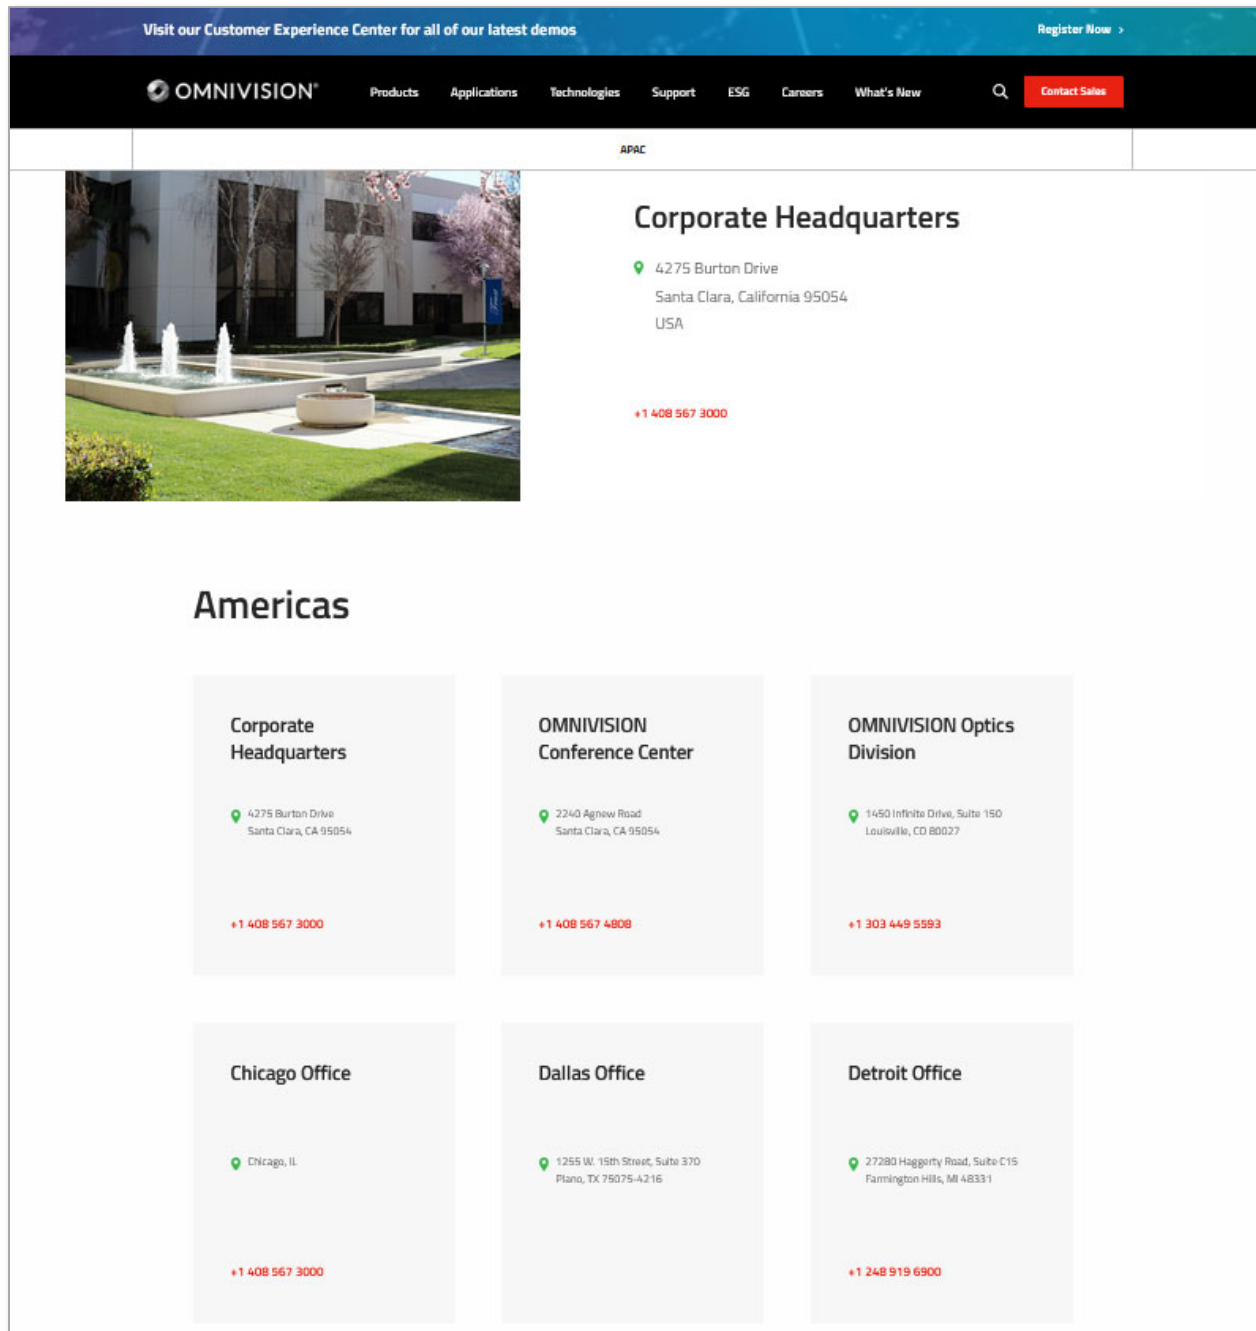 Visit our Customer Experience Center for all of our latest demos
Register Now >
OMNIVISION®
Products Applications Technologies Support ESG Careers What's New
Contact Sales
APAC
Corporate Headquarters
4275 Burton Drive
Santa Clara, California 95054
USA
+1 408 567 3000
Americas
Corporate
Headquarters
4275 Burton Drive
Santa Clara, CA 95054
+1 408 567 3000
OMNIVISION
Conference Center
2240 Agnew Road
Santa Clara, CA 95054
+1 408 567 4808
OMNIVISION Optics
Division
1450 Infinite Drive, Suite 150
Louisville, CO 80027
+1 303 449 5593
Chicago Office
Chicago, IL
+1 408 567 3000
Dallas Office
1255 W. 15th Street, Suite 370
Plano, TX 75075-4216
Detroit Office
27280 Haggerty Road, Suite C15
Farmington Hills, MI 48331
+1 248 919 6900